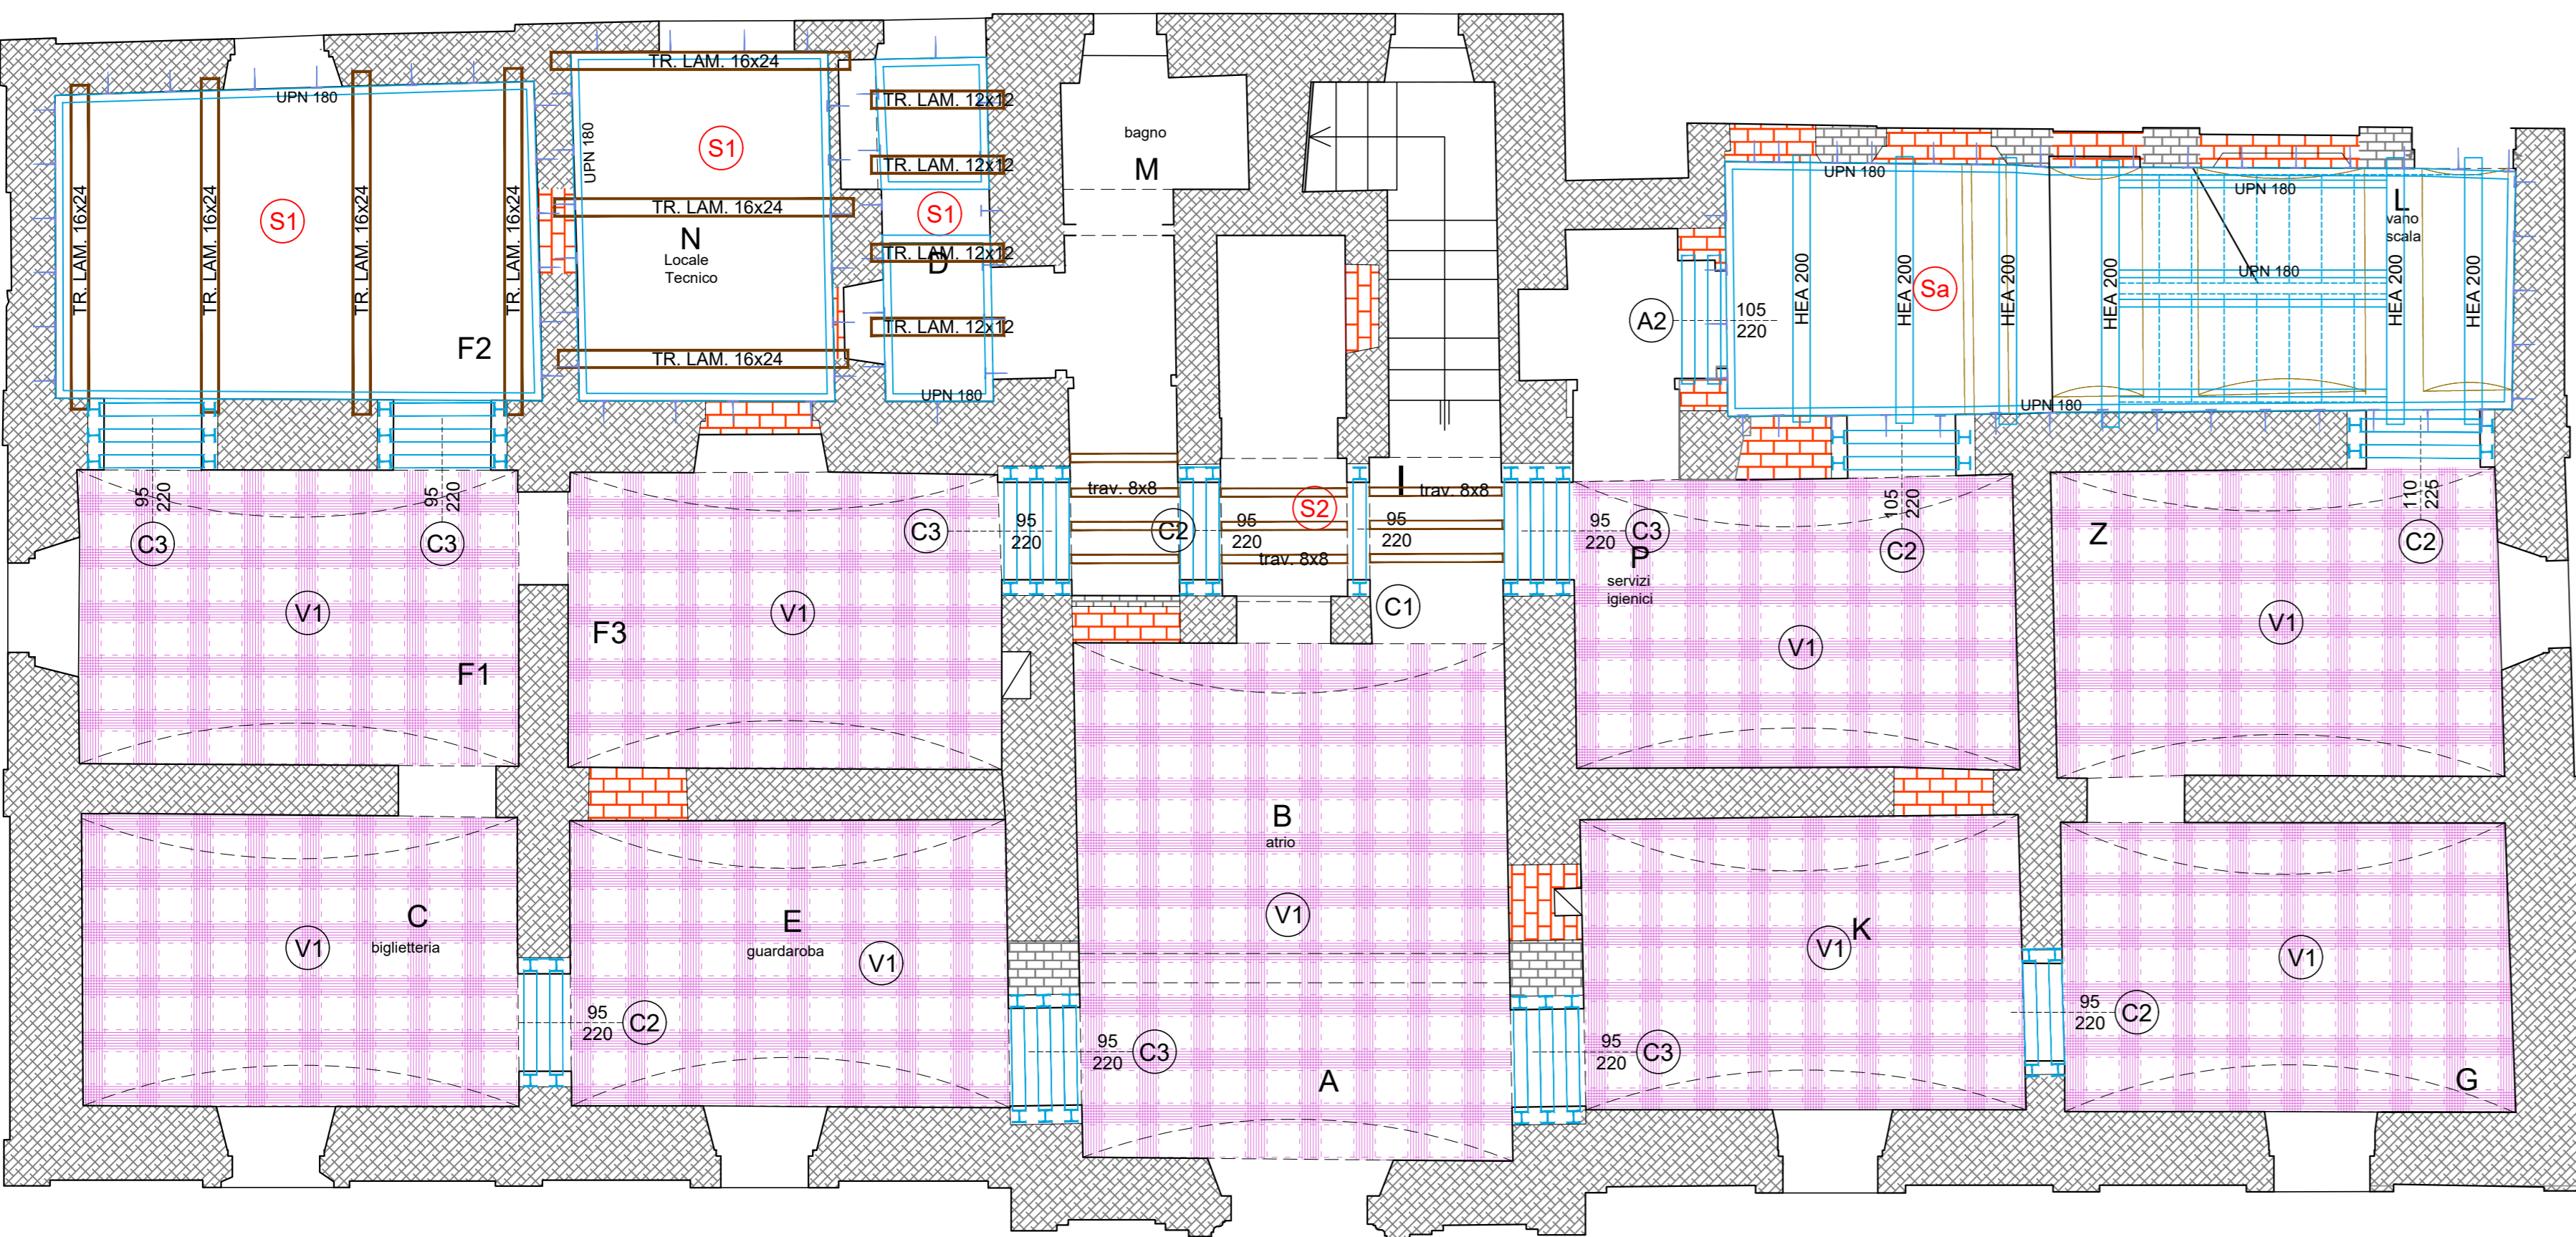 TR. LAM. 16x24
UPN 180
TR. LAM. 16x24
S1
TR. LAM. 16x24
TR. LAM. 16x24
F2
TR. LAM. 16x24
UPN 180
S1
TR. LAM. 16x24
N
Locale
Tecnico
TR. LAM. 16x24
TR. LAM. 12x12
TR. LAM. 12x12
S1
TR. LAM. 12x12
D
TR. LAM. 12x12
UPN 180
bagno
M
A2
105
220
UPN 180
HEA 200
HEA 200
Sa
HEA 200
HEA 200
UPN 180
UPN 180
UPN 180
L
vano
scala
HEA 200
HEA 200
95
220
C3
95
220
C3
V1
F1
F3
V1
C3
95
220
trav. 8x8
C2
95
220
S2
trav. 8x8
I
trav. 8x8
95
220
C1
95
220
C3
P
servizi
igienici
105
220
C2
V1
Z
110
225
C2
V1
V1
C
biglietteria
E
guardaroba
V1
95
220
C2
B
atrio
V1
95
220
C3
A
V1
K
95
220
C3
V1
95
220
C2
G